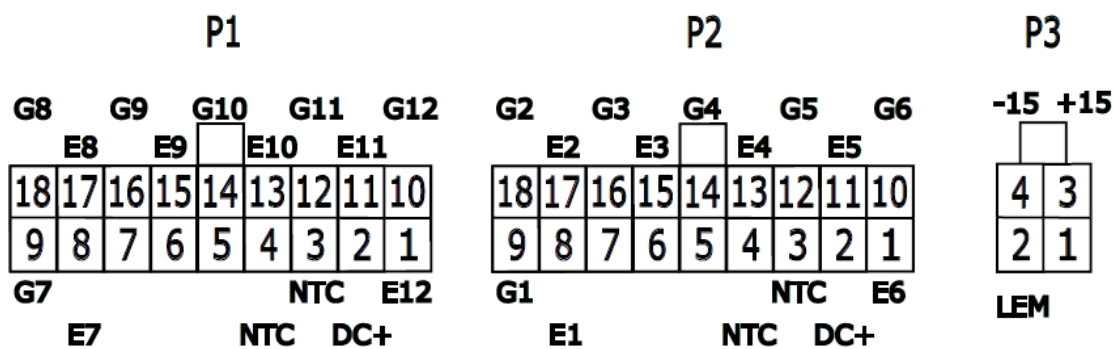 P1 P2 P3
G8 G9 G10 G11 G12 G2 G3 G4 G5 G6 -15 +15
E8 E9 E10 E11 E2 E3 E4 E5
18 17 16 15 14 13 12 11 10 18 17 16 15 14 13 12 11 10 4 3
9 8 7 6 5 4 3 2 1 9 8 7 6 5 4 3 2 1 2 1
G7 NTC E12 G1 NTC E6 LEM
E7 NTC DC+ E1 NTC DC+